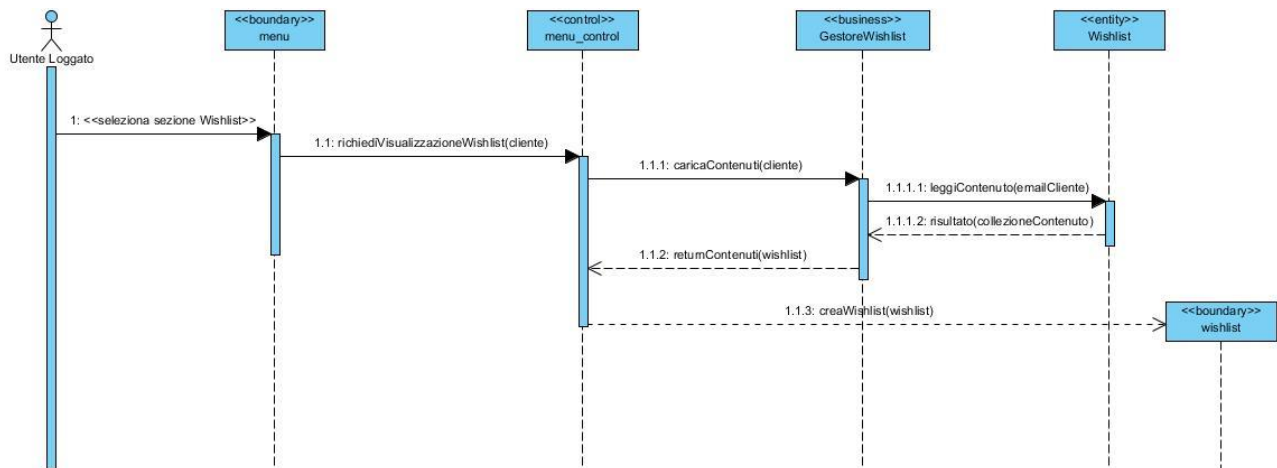 <<boundary>>
menu
<<control>>
menu_control
<<business>>
GestoreWishlist
<<entity>>
Wishlist
Utente Loggato
1: <<seleziona sezione Wishlist>>
1.1: richiediVisualizzazioneWishlist(cliente)
1.1.1: caricaContenuti(cliente)
1.1.1.1: leggiContenuto(emailCliente)
1.1.1.2: risultato(collezioneContenuto)
1.1.2: returnContenuti(wishlist)
1.1.3: creaWishlist(wishlist)
<<boundary>>
wishlist